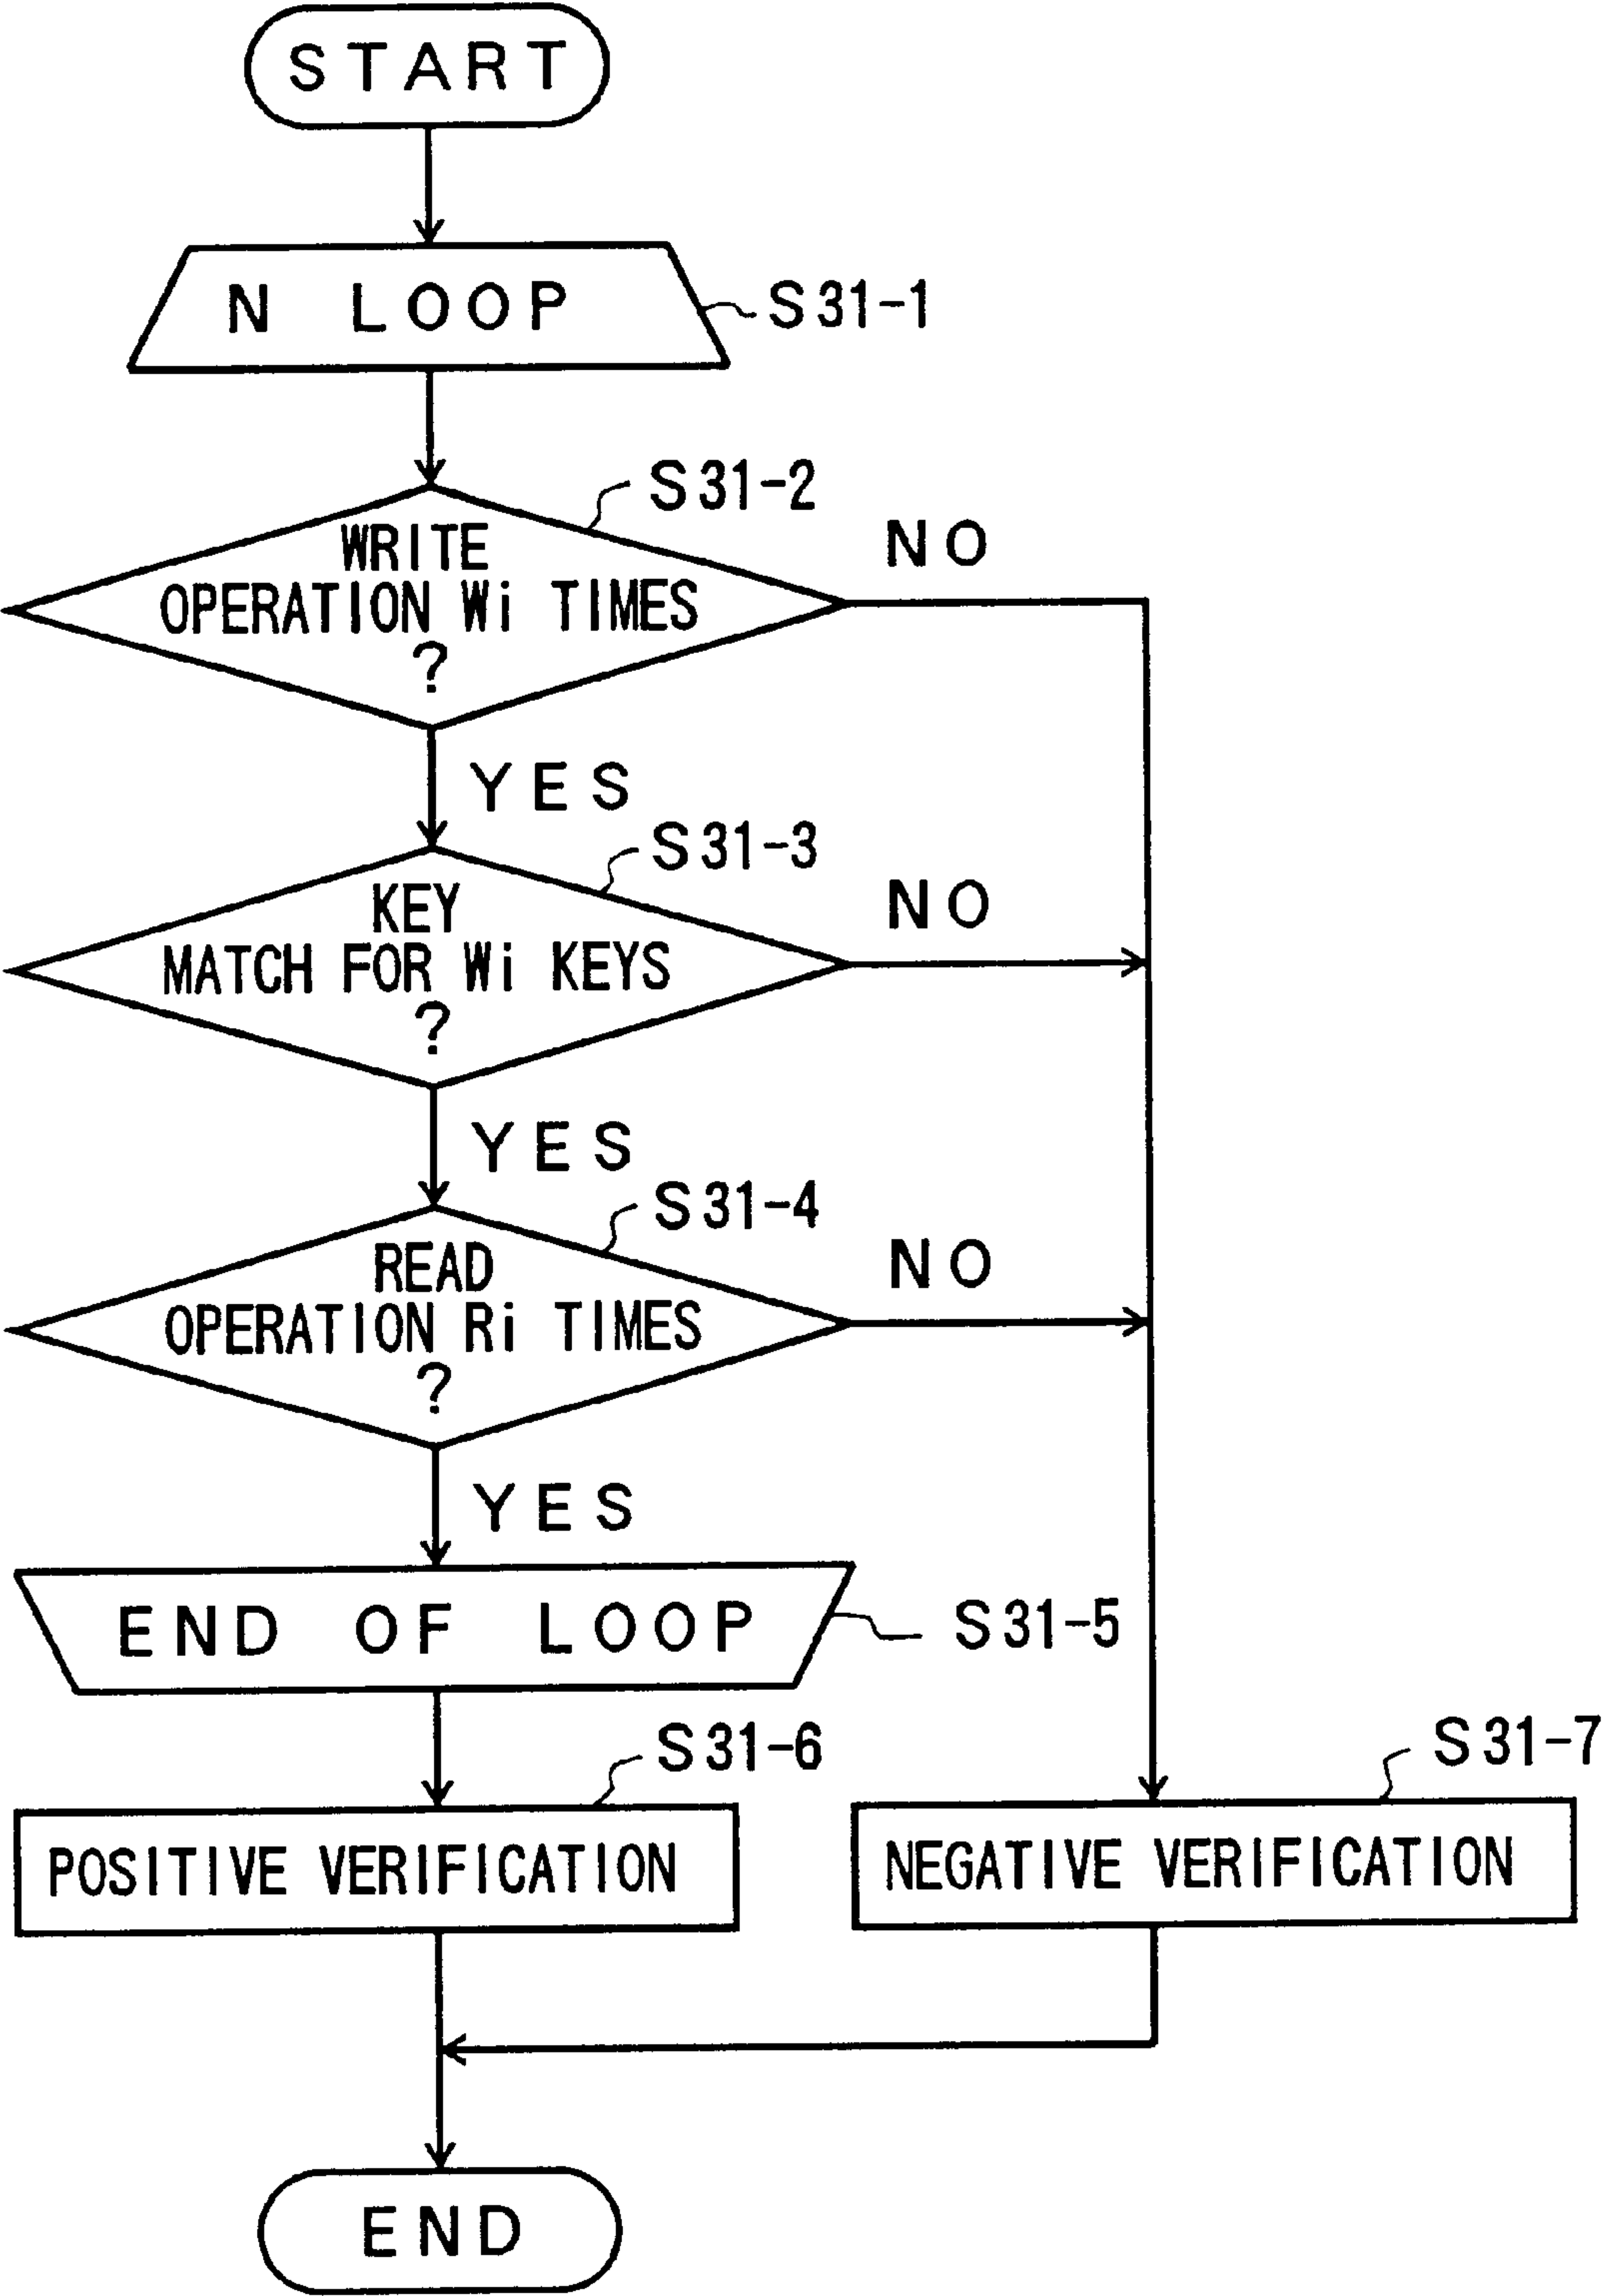 START
N LOOP
S31-1
S31-2
WRITE
OPERATION Wi TIMES
?
NO
YES
S31-3
KEY
MATCH FOR Wi KEYS
?
NO
YES
S31-4
READ
OPERATION Ri TIMES
?
NO
YES
END OF LOOP
S31-5
S31-6
POSITIVE VERIFICATION
S31-7
NEGATIVE VERIFICATION
END